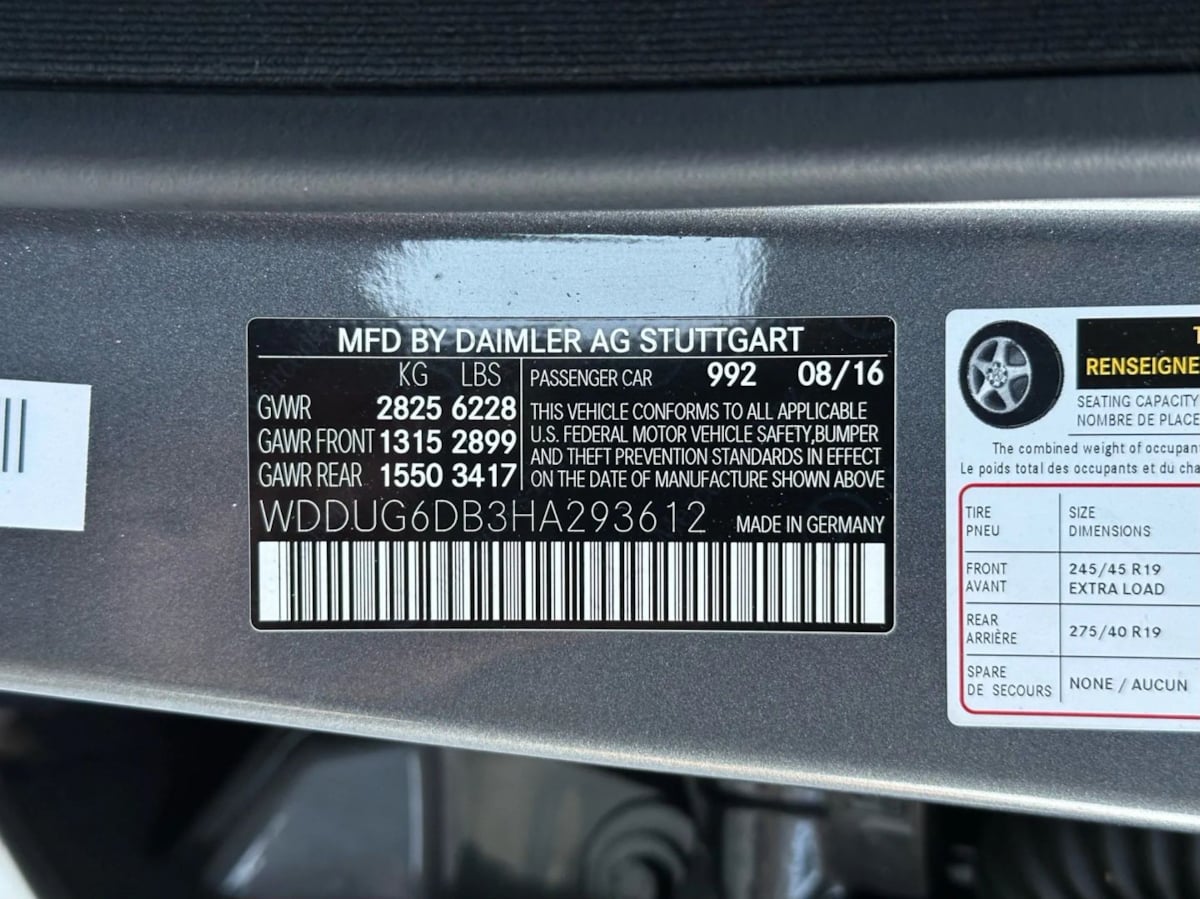 MFD BY DAIMLER AG STUTTGART
KG LBS
GVWR 2825 6228
GAWR FRONT 1315 2899
GAWR REAR 1550 3417
PASSENGER CAR 992 08/16
THIS VEHICLE CONFORMS TO ALL APPLICABLE
U.S. FEDERAL MOTOR VEHICLE SAFETY,BUMPER
AND THEFT PREVENTION STANDARDS IN EFFECT
ON THE DATE OF MANUFACTURE SHOWN ABOVE
WDDUG6DB3HA293612 MADE IN GERMANY
RENSEIGNE
SEATING CAPACITY
NOMBRE DE PLACE
The combined weight of occupan
Le poids total des occupants et du cha
TIRE SIZE
PNEU DIMENSIONS
FRONT 245/45 R19
AVANT EXTRA LOAD
REAR
ARRIÈRE 275/40 R19
SPARE
DE SECOURS NONE / AUCUN